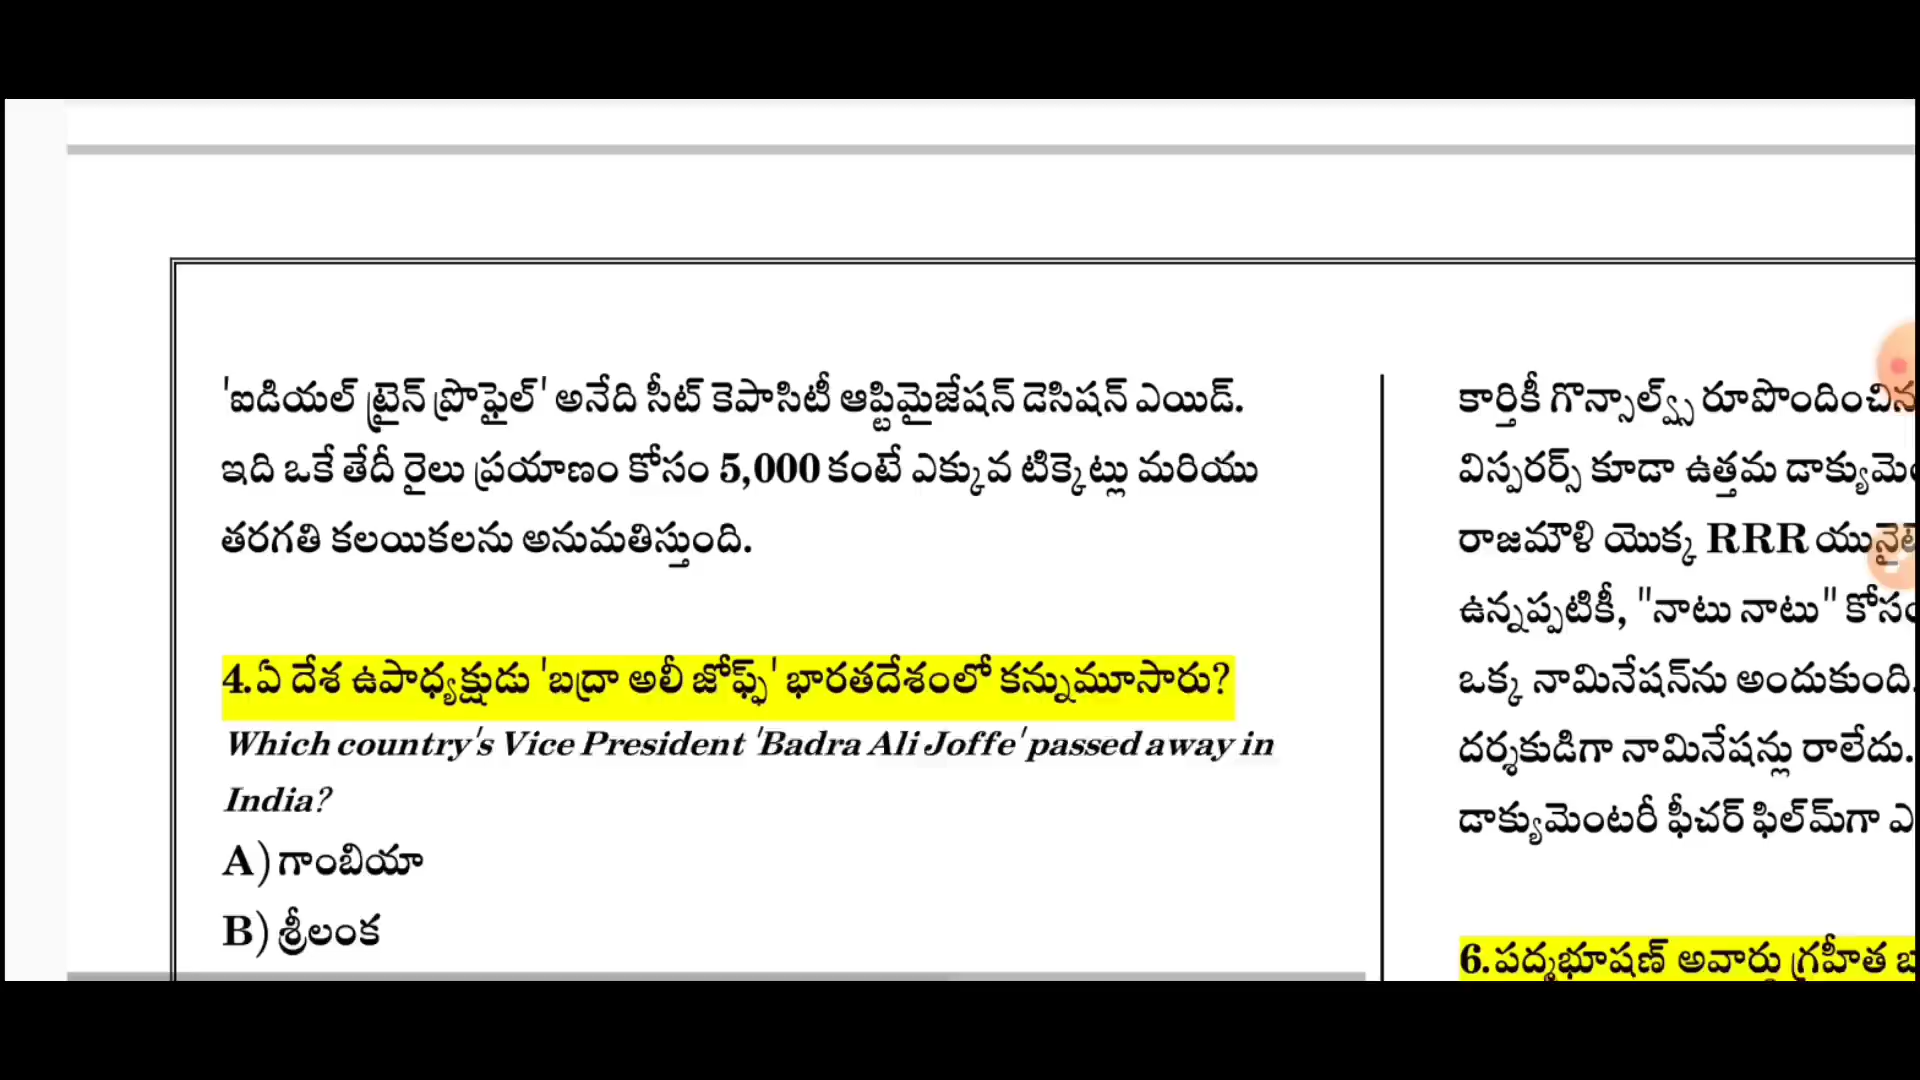 'ఐడియల్ ట్రైన్ ప్రొఫైల్' అనేది సీట్ కెపాసిటీ ఆప్టిమైజేషన్ డెసిషన్ ఎయిడ్.
ఇది ఒకే తేదీ రైలు ప్రయాణం కోసం 5,000 కంటే ఎక్కువ టిక్కెట్లు మరియు
తరగతి కలయికలను అనుమతిస్తుంది.
4.ఏ దేశ ఉపాధ్యక్షుడు 'బద్రా అలీ జోఫ్ఫ్' భారతదేశంలో కన్నుమూసారు?
Which country's Vice President 'Badra Ali Joffe' passed away in
India?
A)గాంబియా
B)శ్రీలంక
కార్తికీ గొన్సాల్వ్స్ రూపొందించిన
విస్పరర్స్ కూడా ఉత్తమ
రాజమౌళి యొక్క RRR
ఉన్నప్పటికీ, "నాటు నాటు" కోసం
ఒక్క నామినేషన్‌ను అందుకుంది.
దర్శకుడిగా నామినేషన్లు రాలేదు.
డాక్యుమెంటరీ ఫీచర్ ఫిల్మ్‌గా
6.పద్మభూషణ్ అవార్డు గ్రహీత